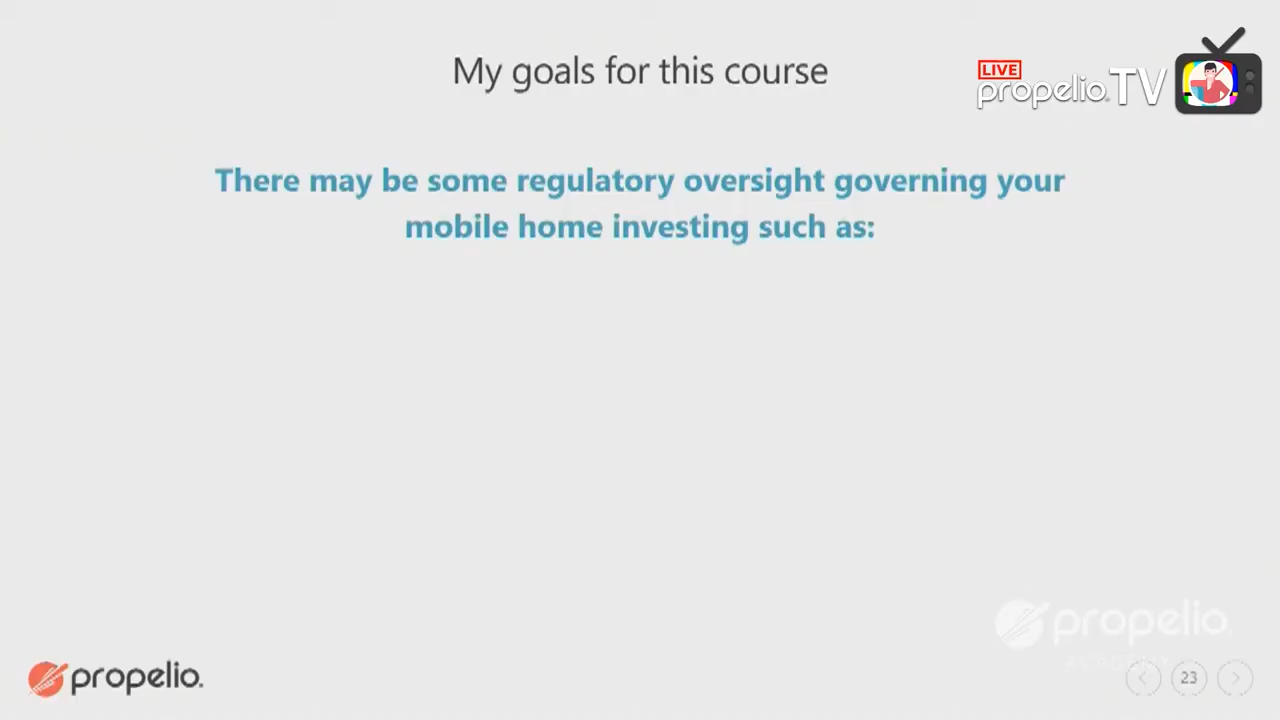 My goals for this course
LIVE
propelio.TV
There may be some regulatory oversight governing your
mobile home investing such as:
propelio
ACADEMY
propelio.
23